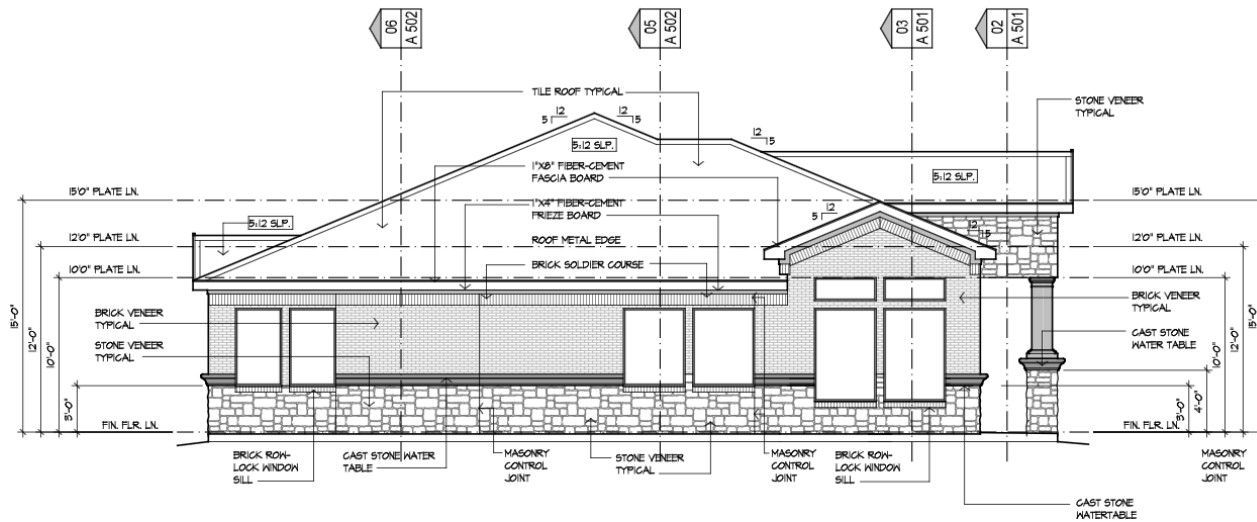 06
A 502
05
A 502
03
A 501
02
A 501
TILE ROOF TYPICAL
STONE VENEER
TYPICAL
12
5
12
5
12
5
5:12 SLP.
5:12 SLP.
1"X8" FIBER-CEMENT
FASCIA BOARD
15'0" PLATE LN.
15'0" PLATE LN.
1"X4" FIBER-CEMENT
FRIEZE BOARD
5:12 SLP.
12
5
12
5
12'0" PLATE LN.
12'0" PLATE LN.
ROOF METAL EDGE
BRICK SOLDIER COURSE
10'0" PLATE LN.
10'0" PLATE LN.
BRICK VENEER
TYPICAL
BRICK VENEER
TYPICAL
STONE VENEER
TYPICAL
CAST STONE
WATER TABLE
15'-0"
12'-0"
10'-0"
3'-0"
3'-0"
4'-0"
10'-0"
12'-0"
15'-0"
FIN. FLR. LN.
FIN. FLR. LN.
BRICK ROW-
LOCK WINDOW
SILL
CAST STONE WATER
TABLE
MASONRY
CONTROL
JOINT
STONE VENEER
TYPICAL
MASONRY
CONTROL
JOINT
BRICK ROW-
LOCK WINDOW
SILL
MASONRY
CONTROL
JOINT
CAST STONE
WATERTABLE